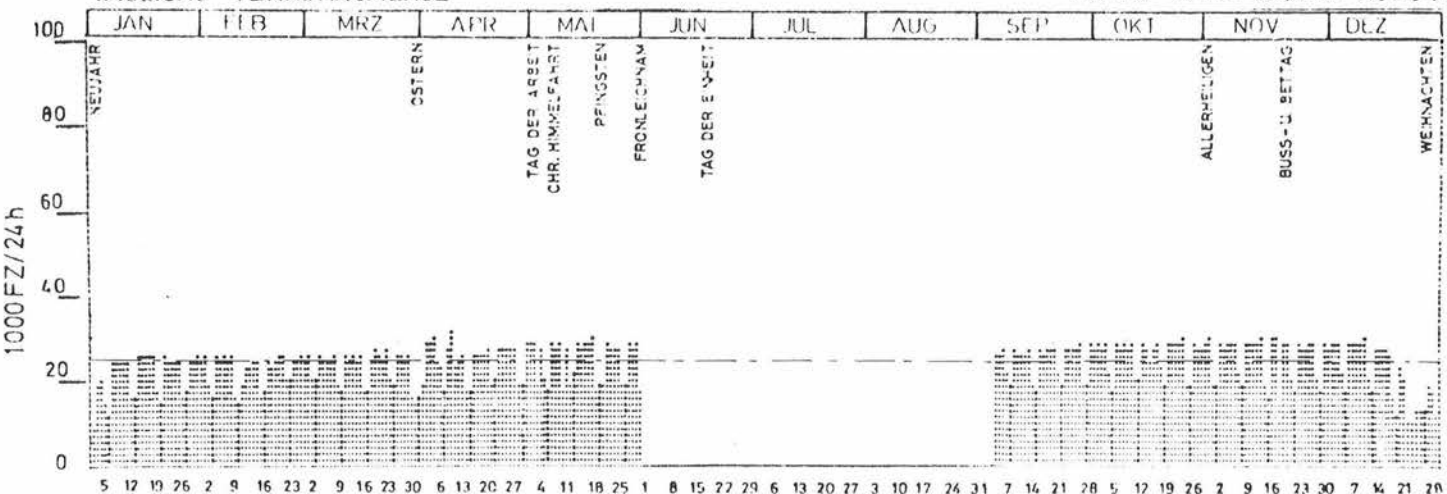 JAN FEB MRZ APR MAI JUN JUL AUG SEP OKT NOV DEZ
100
80
60
40
20
0
1000FZ/24h
NEUJAHR
OSTERN
TAG DER ARBEIT
CHR. HIMMELFAHRT
PFINGSTEN
FRONLEICHNAM
TAG DER EINHEIT
ALLERHEILIGEN
BUSS- U. BETTAG
WEIHNACHTEN
5 12 19 26 2 9 16 23 2 9 16 23 30 6 13 20 27 4 11 18 25 1 8 15 22 29 6 13 20 27 3 10 17 24 31 7 14 21 28 5 12 19 26 2 9 16 23 30 7 14 21 29